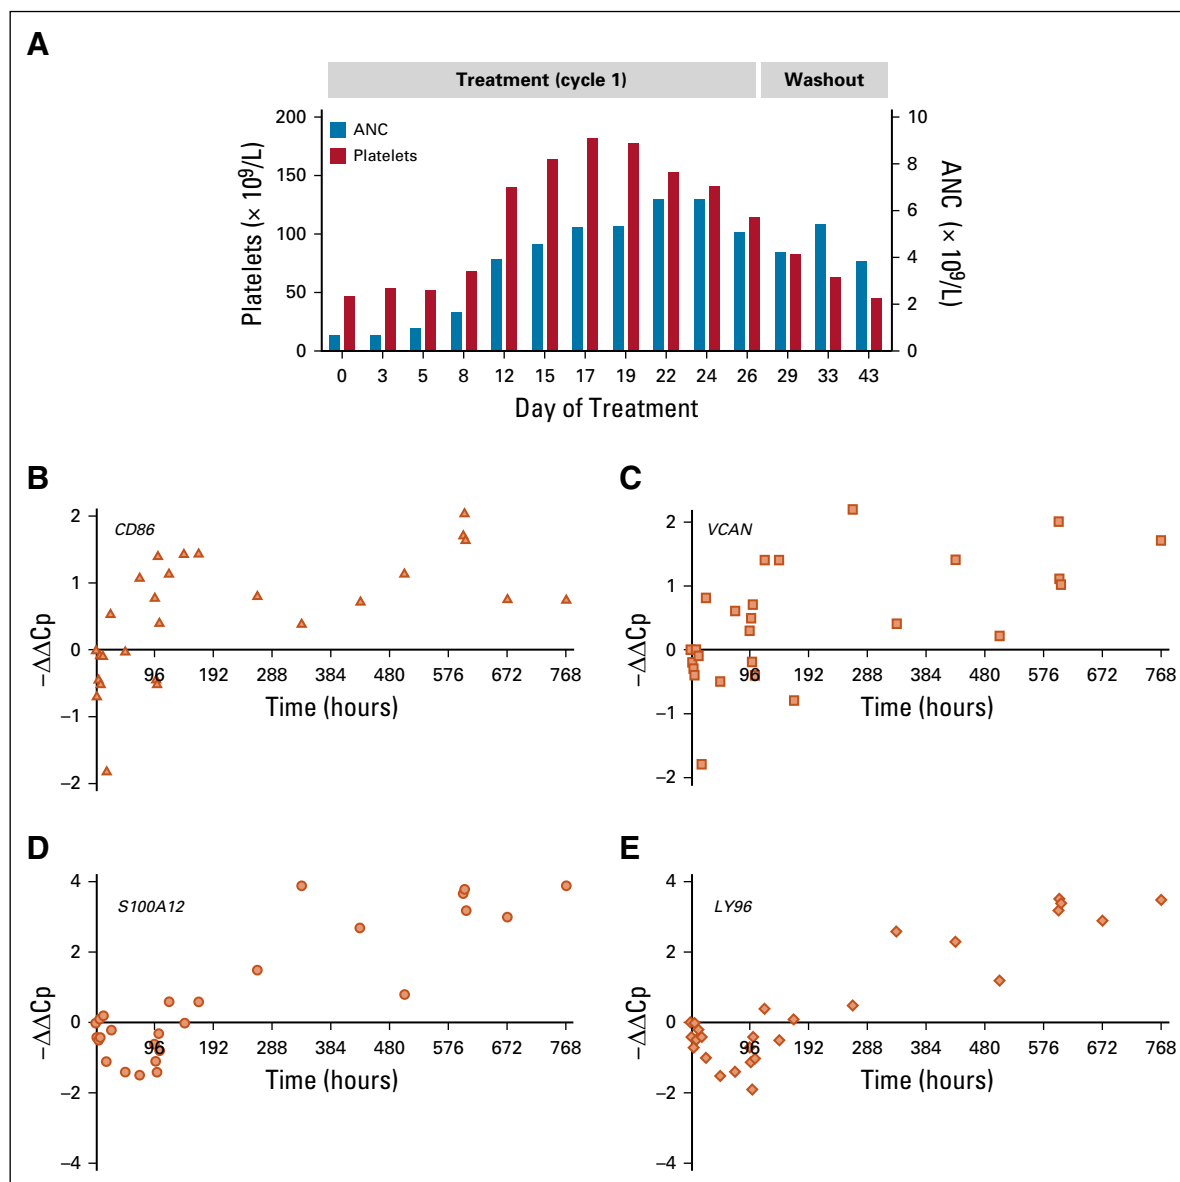 A
Treatment (cycle 1) Washout
ANC
Platelets
Platelets (× 10⁹/L)
200
150
100
50
0
10
8
6
4
2
0
ANC (× 10⁹/L)
0 3 5 8 12 15 17 19 22 24 26 29 33 43
Day of Treatment
B
CD86
−ΔΔCp
2
1
0
−1
−2
96 192 288 384 480 576 672 768
Time (hours)
C
VCAN
−ΔΔCp
2
1
0
−1
−2
96 192 288 384 480 576 672 768
Time (hours)
D
S100A12
−ΔΔCp
4
2
0
−2
−4
96 192 288 384 480 576 672 768
Time (hours)
E
LY96
−ΔΔCp
4
2
0
−2
−4
96 192 288 384 480 576 672 768
Time (hours)